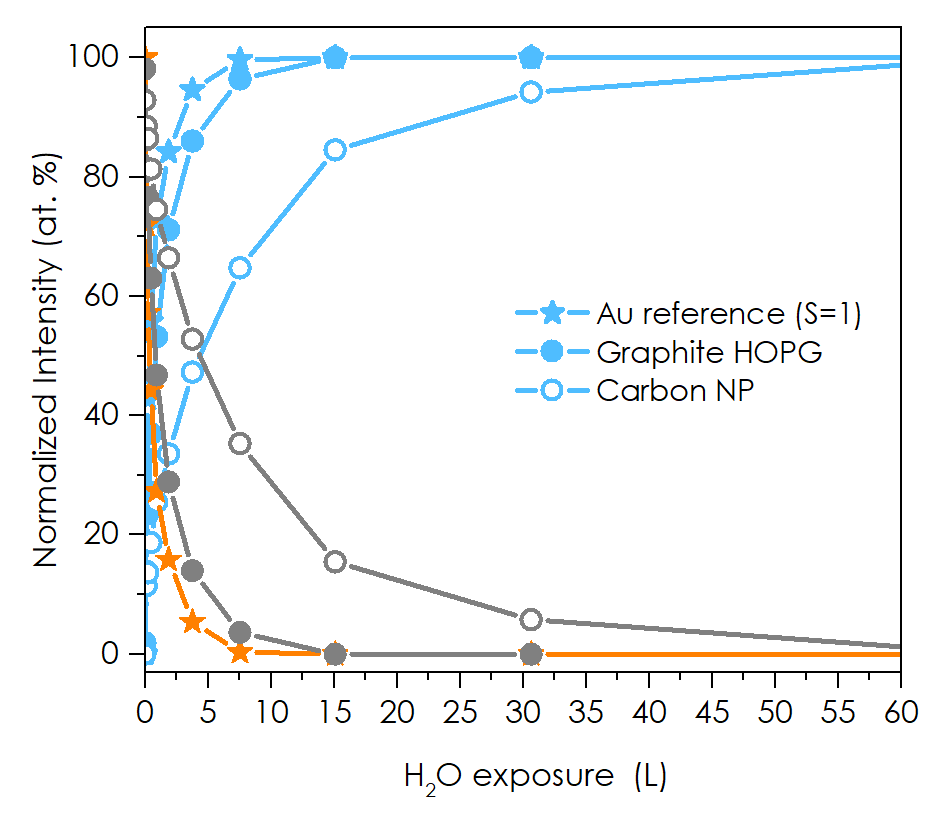 Normalized Intensity (at. %)
100
80
60
40
20
0
Au reference (S=1)
Graphite HOPG
Carbon NP
0 5 10 15 20 25 30 35 40 45 50 55 60
H₂O exposure (L)